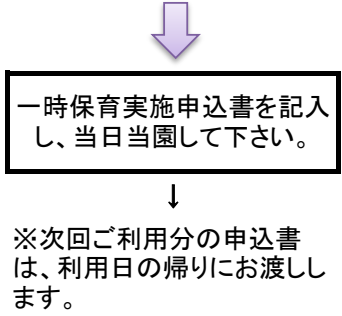 一時保育実施申込書を記入
し、当日当園して下さい。
↓
※次回ご利用分の申込書
は、利用日の帰りにお渡しし
ます。